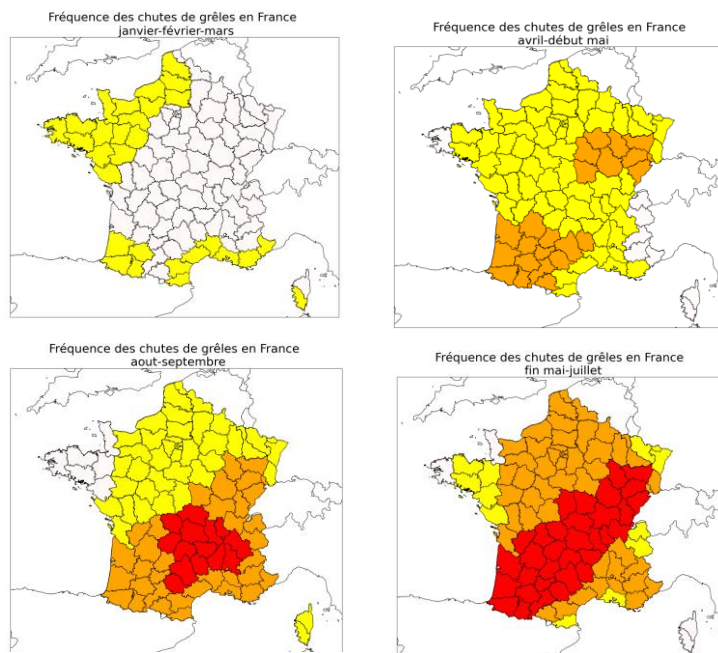 Fréquence des chutes de grêles en France
janvier-février-mars
Fréquence des chutes de grêles en France
avril-début mai
Fréquence des chutes de grêles en France
aout-septembre
Fréquence des chutes de grêles en France
fin mai-juillet